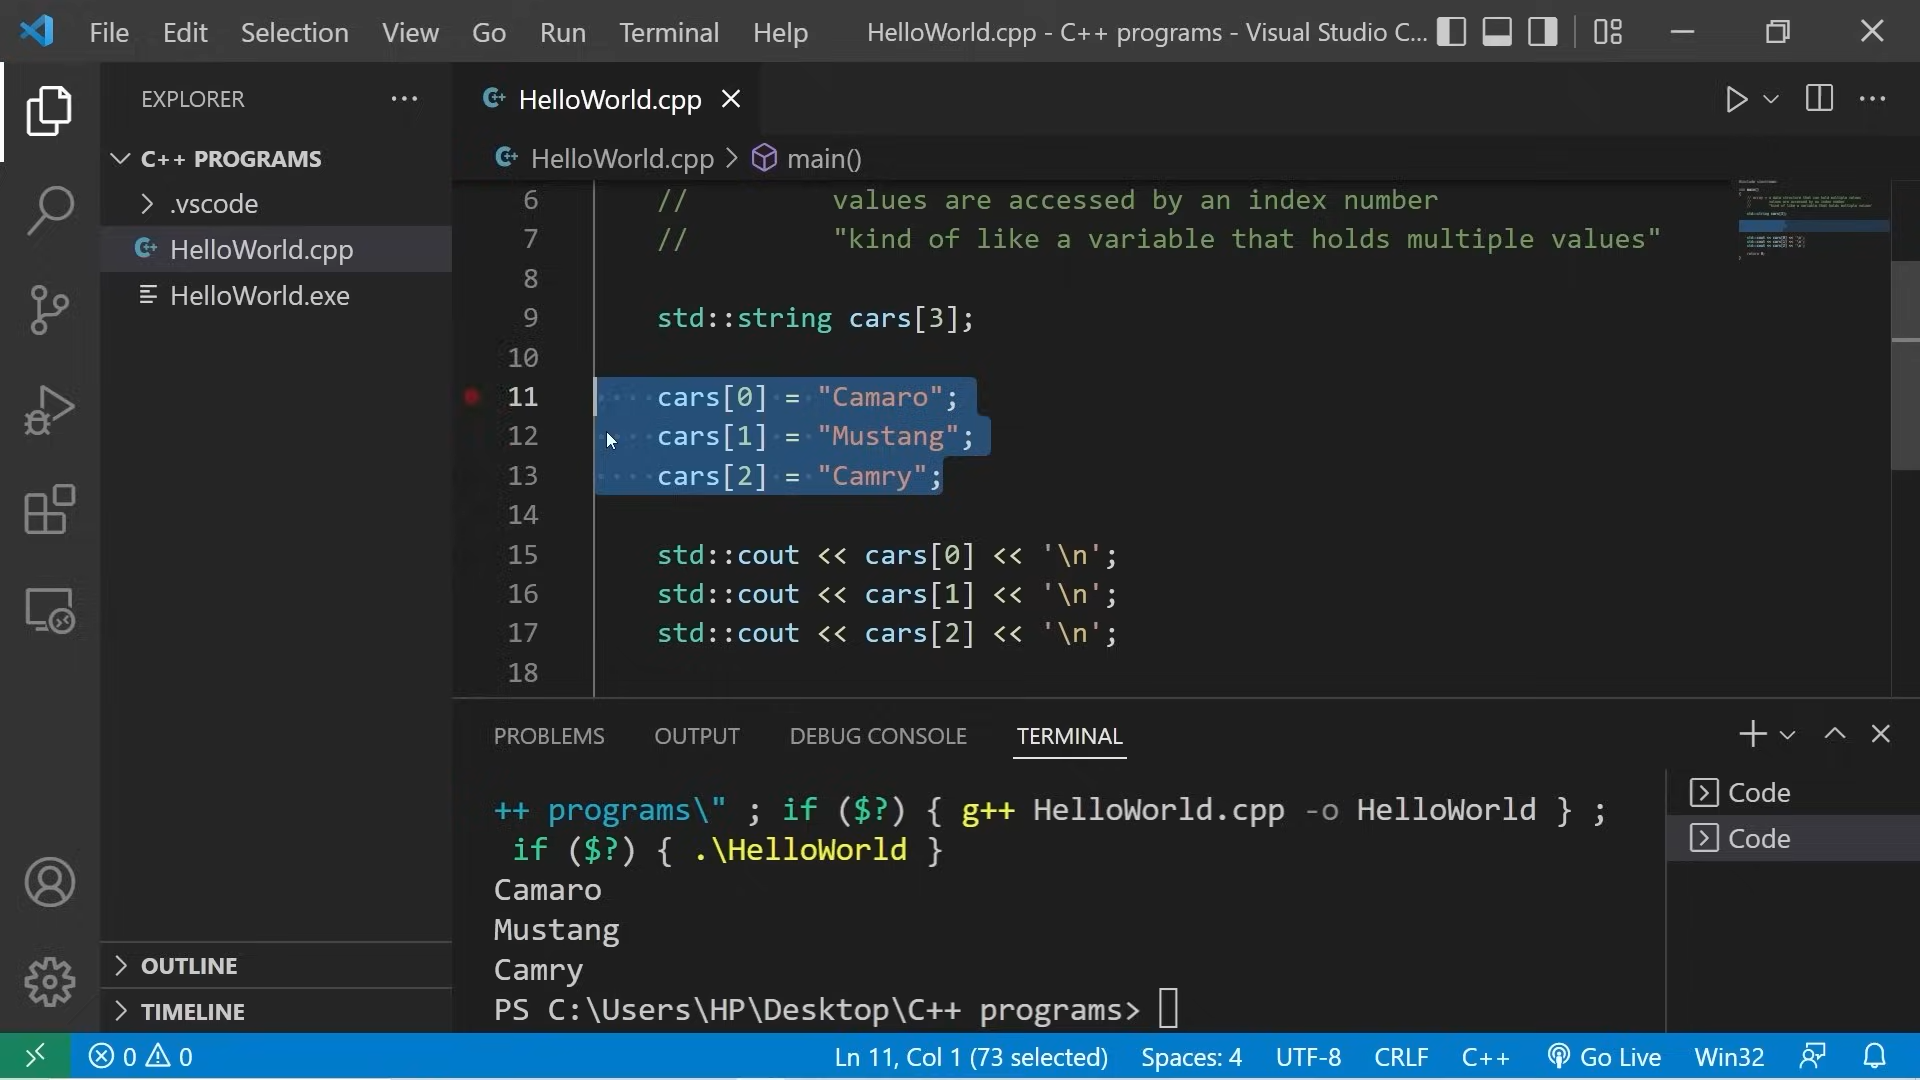 File Edit Selection View Go Run Terminal Help HelloWorld.cpp - C++ programs - Visual Studio C...
EXPLORER
C++ PROGRAMS
.vscode
HelloWorld.cpp
HelloWorld.exe
OUTLINE
TIMELINE
HelloWorld.cpp
HelloWorld.cpp > main()
6 // values are accessed by an index number
7 // "kind of like a variable that holds multiple values"
8
9 std::string cars[3];
10
11 cars[0] = "Camaro";
12 cars[1] = "Mustang";
13 cars[2] = "Camry";
14
15 std::cout << cars[0] << '\n';
16 std::cout << cars[1] << '\n';
17 std::cout << cars[2] << '\n';
18
PROBLEMS OUTPUT DEBUG CONSOLE TERMINAL
++ programs\" ; if ($?) { g++ HelloWorld.cpp -o HelloWorld } ;
if ($?) { .\HelloWorld }
Camaro
Mustang
Camry
PS C:\Users\HP\Desktop\C++ programs>
Code
Code
0 0 Ln 11, Col 1 (73 selected) Spaces: 4 UTF-8 CRLF C++ Go Live Win32